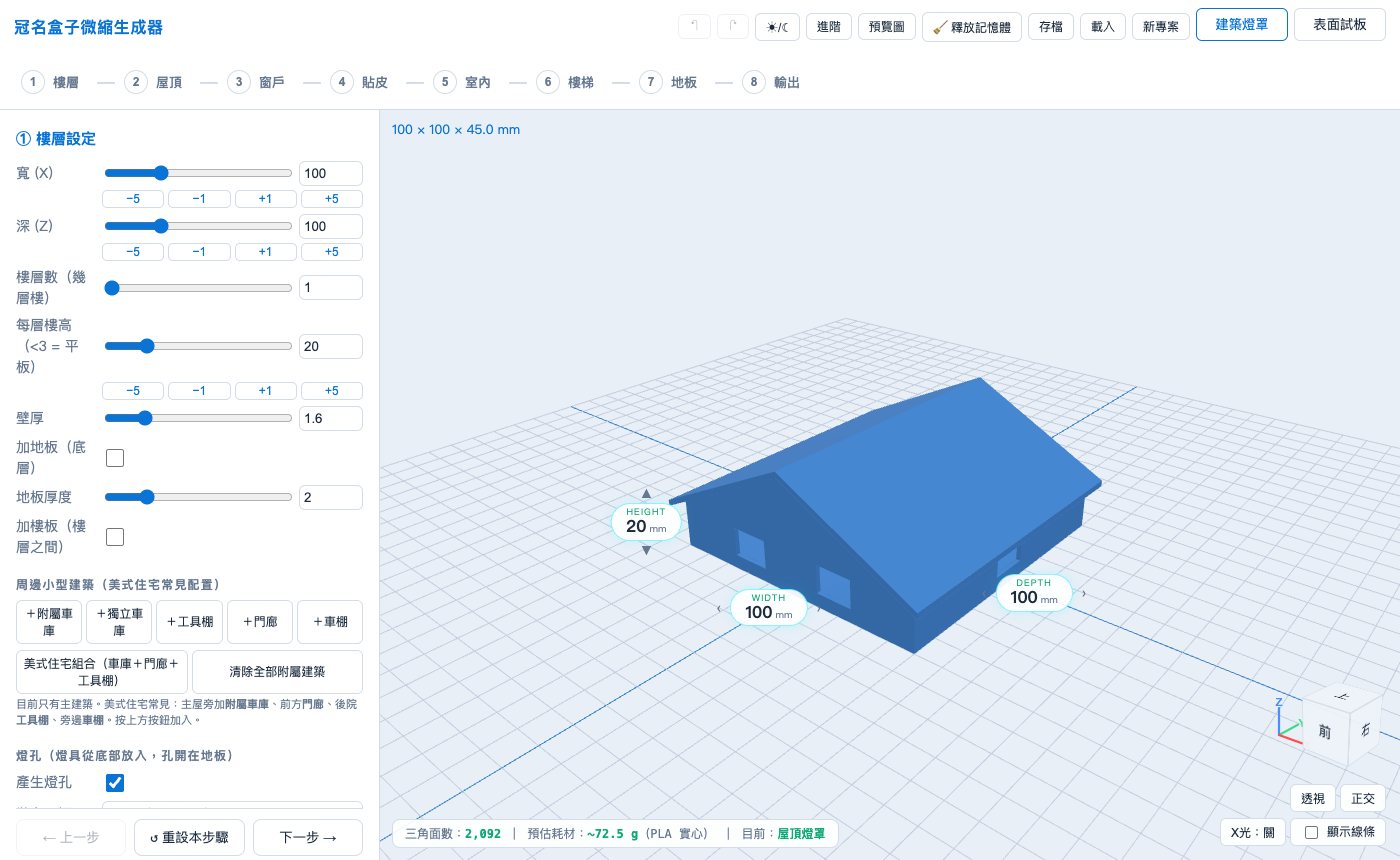 冠名盒子微縮生成器
☀/☾
進階
預覽圖
🧹 釋放記憶體
存檔
載入
新專案
建築燈罩
表面試板
1 樓層
2 屋頂
3 窗戶
4 貼皮
5 室內
6 樓梯
7 地板
8 輸出
① 樓層設定
寬 (X)
100
−5 −1 +1 +5
深 (Z)
100
−5 −1 +1 +5
樓層數（幾
層樓）
1
每層樓高
（<3 = 平
板）
20
−5 −1 +1 +5
壁厚
1.6
加地板（底
層）
地板厚度
2
加樓板（樓
層之間）
周邊小型建築（美式住宅常見配置）
＋附屬車
庫
＋獨立車
庫
＋工具棚
＋門廊
＋車棚
美式住宅組合（車庫＋門廊＋
工具棚）
清除全部附屬建築
目前只有主建築。美式住宅常見：主屋旁加附屬車庫、前方門廊、後院
工具棚、旁邊車棚。按上方按鈕加入。
燈孔（燈具從底部放入，孔開在地板）
產生燈孔
← 上一步
↺ 重設本步驟
下一步 →
100 × 100 × 45.0 mm
▲
HEIGHT
20 mm
▼
WIDTH
100 mm
DEPTH
100 mm
Z
上
前
右
透視
正交
X光：關
顯示線條
三角面數：2,092 | 預估耗材：~72.5 g (PLA 實心) | 目前：屋頂燈罩